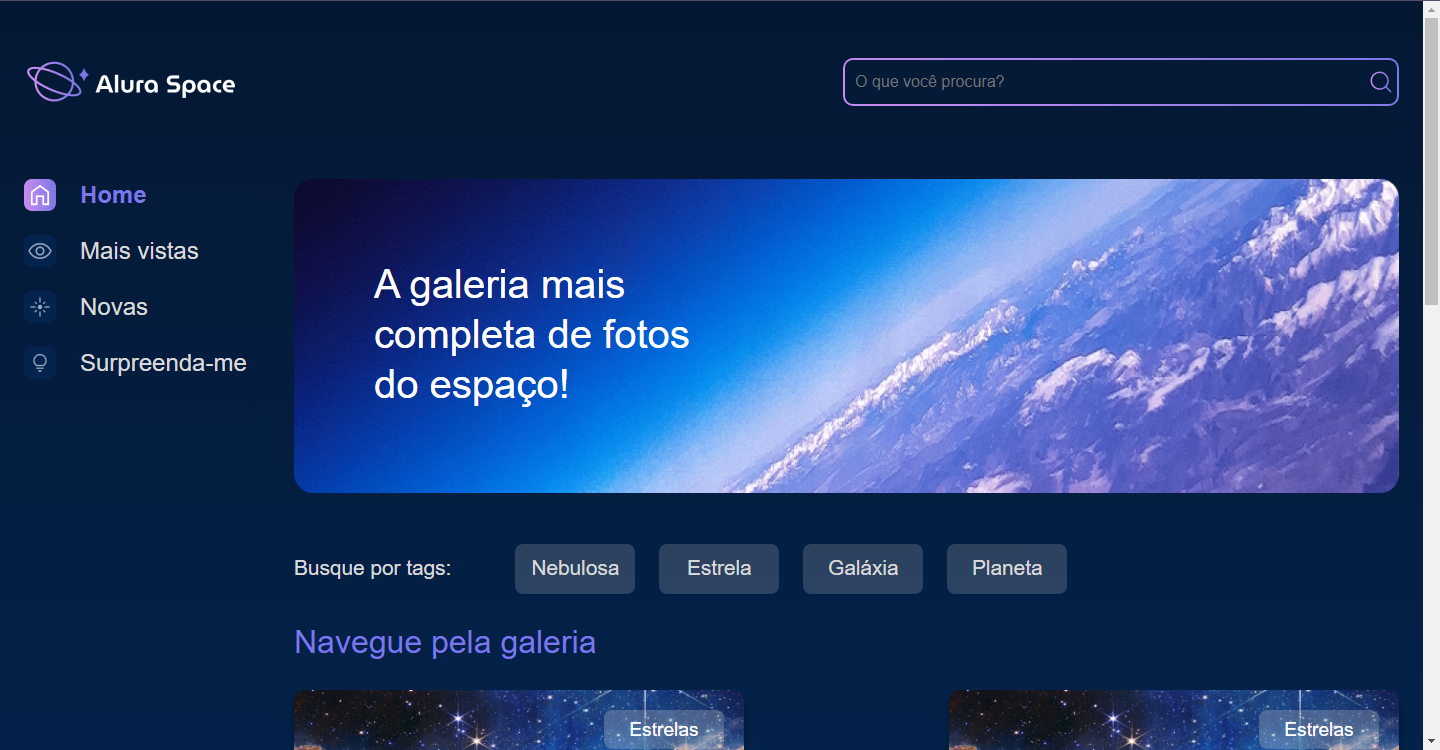 Alura Space
O que você procura?
Home
Mais vistas
Novas
Surpreenda-me
A galeria mais
completa de fotos
do espaço!
Busque por tags:
Nebulosa
Estrela
Galáxia
Planeta
Navegue pela galeria
Estrelas
Estrelas